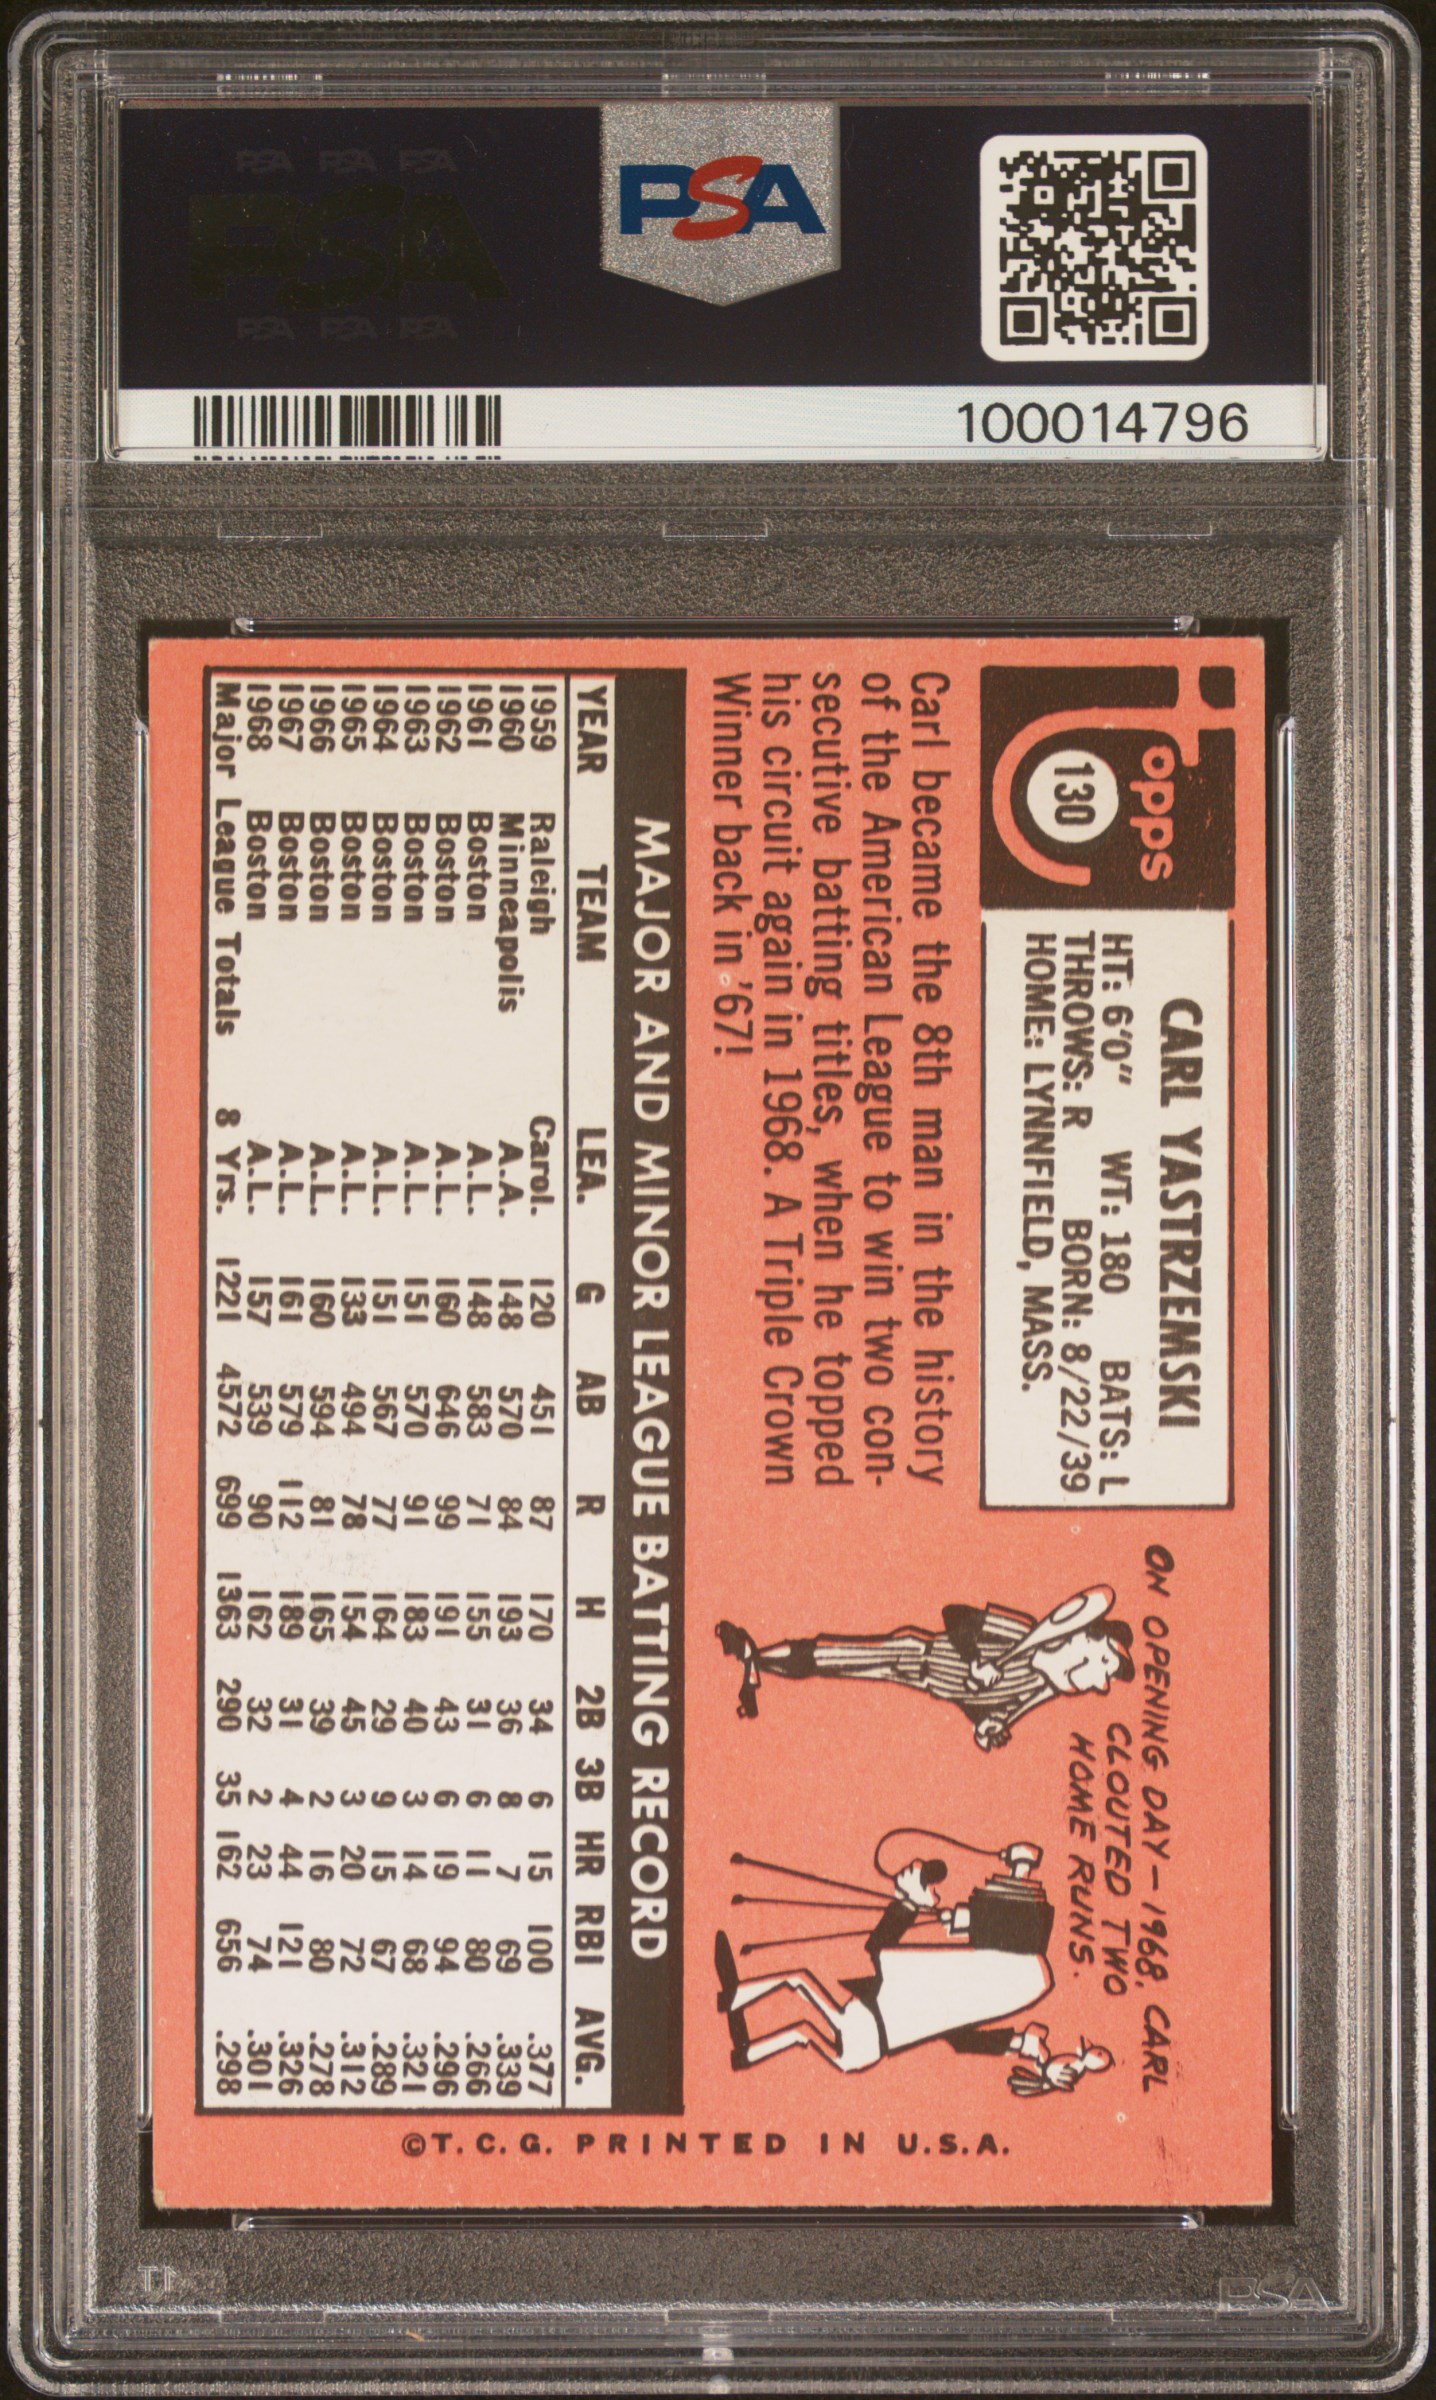 PSA PSA PSA
PSA
PSA PSA PSA
PSA
100014796
Topps
130
CARL YASTRZEMSKI
HT: 6'0" WT: 180 BATS: L
THROWS: R BORN: 8/22/39
HOME: LYNNFIELD, MASS.
Carl became the 8th man in the history
of the American League to win two con-
secutive batting titles, when he topped
his circuit again in 1968. A Triple Crown
Winner back in '67!
ON OPENING DAY—1968, CARL
CLOUTED TWO
HOME RUNS.
MAJOR AND MINOR LEAGUE BATTING RECORD
YEAR TEAM LEA. G AB R H 2B 3B HR RBI AVG.
1959 Raleigh Carol. 120 451 87 170 34 6 15 100 .377
1960 Minneapolis A.A. 148 570 84 193 36 8 7 69 .339
1961 Boston A.L. 148 583 71 155 31 6 11 80 .266
1962 Boston A.L. 160 646 99 191 43 6 19 94 .296
1963 Boston A.L. 151 570 91 183 40 3 14 68 .321
1964 Boston A.L. 151 567 77 164 29 9 15 67 .289
1965 Boston A.L. 133 494 78 154 45 3 20 72 .312
1966 Boston A.L. 160 594 81 165 39 2 16 80 .278
1967 Boston A.L. 161 579 112 189 31 4 44 121 .326
1968 Boston A.L. 157 539 90 162 32 2 23 74 .301
Major League Totals 8 Yrs. 1221 4572 699 1363 290 35 162 656 .298
©T.C.G. PRINTED IN U.S.A.
PSA